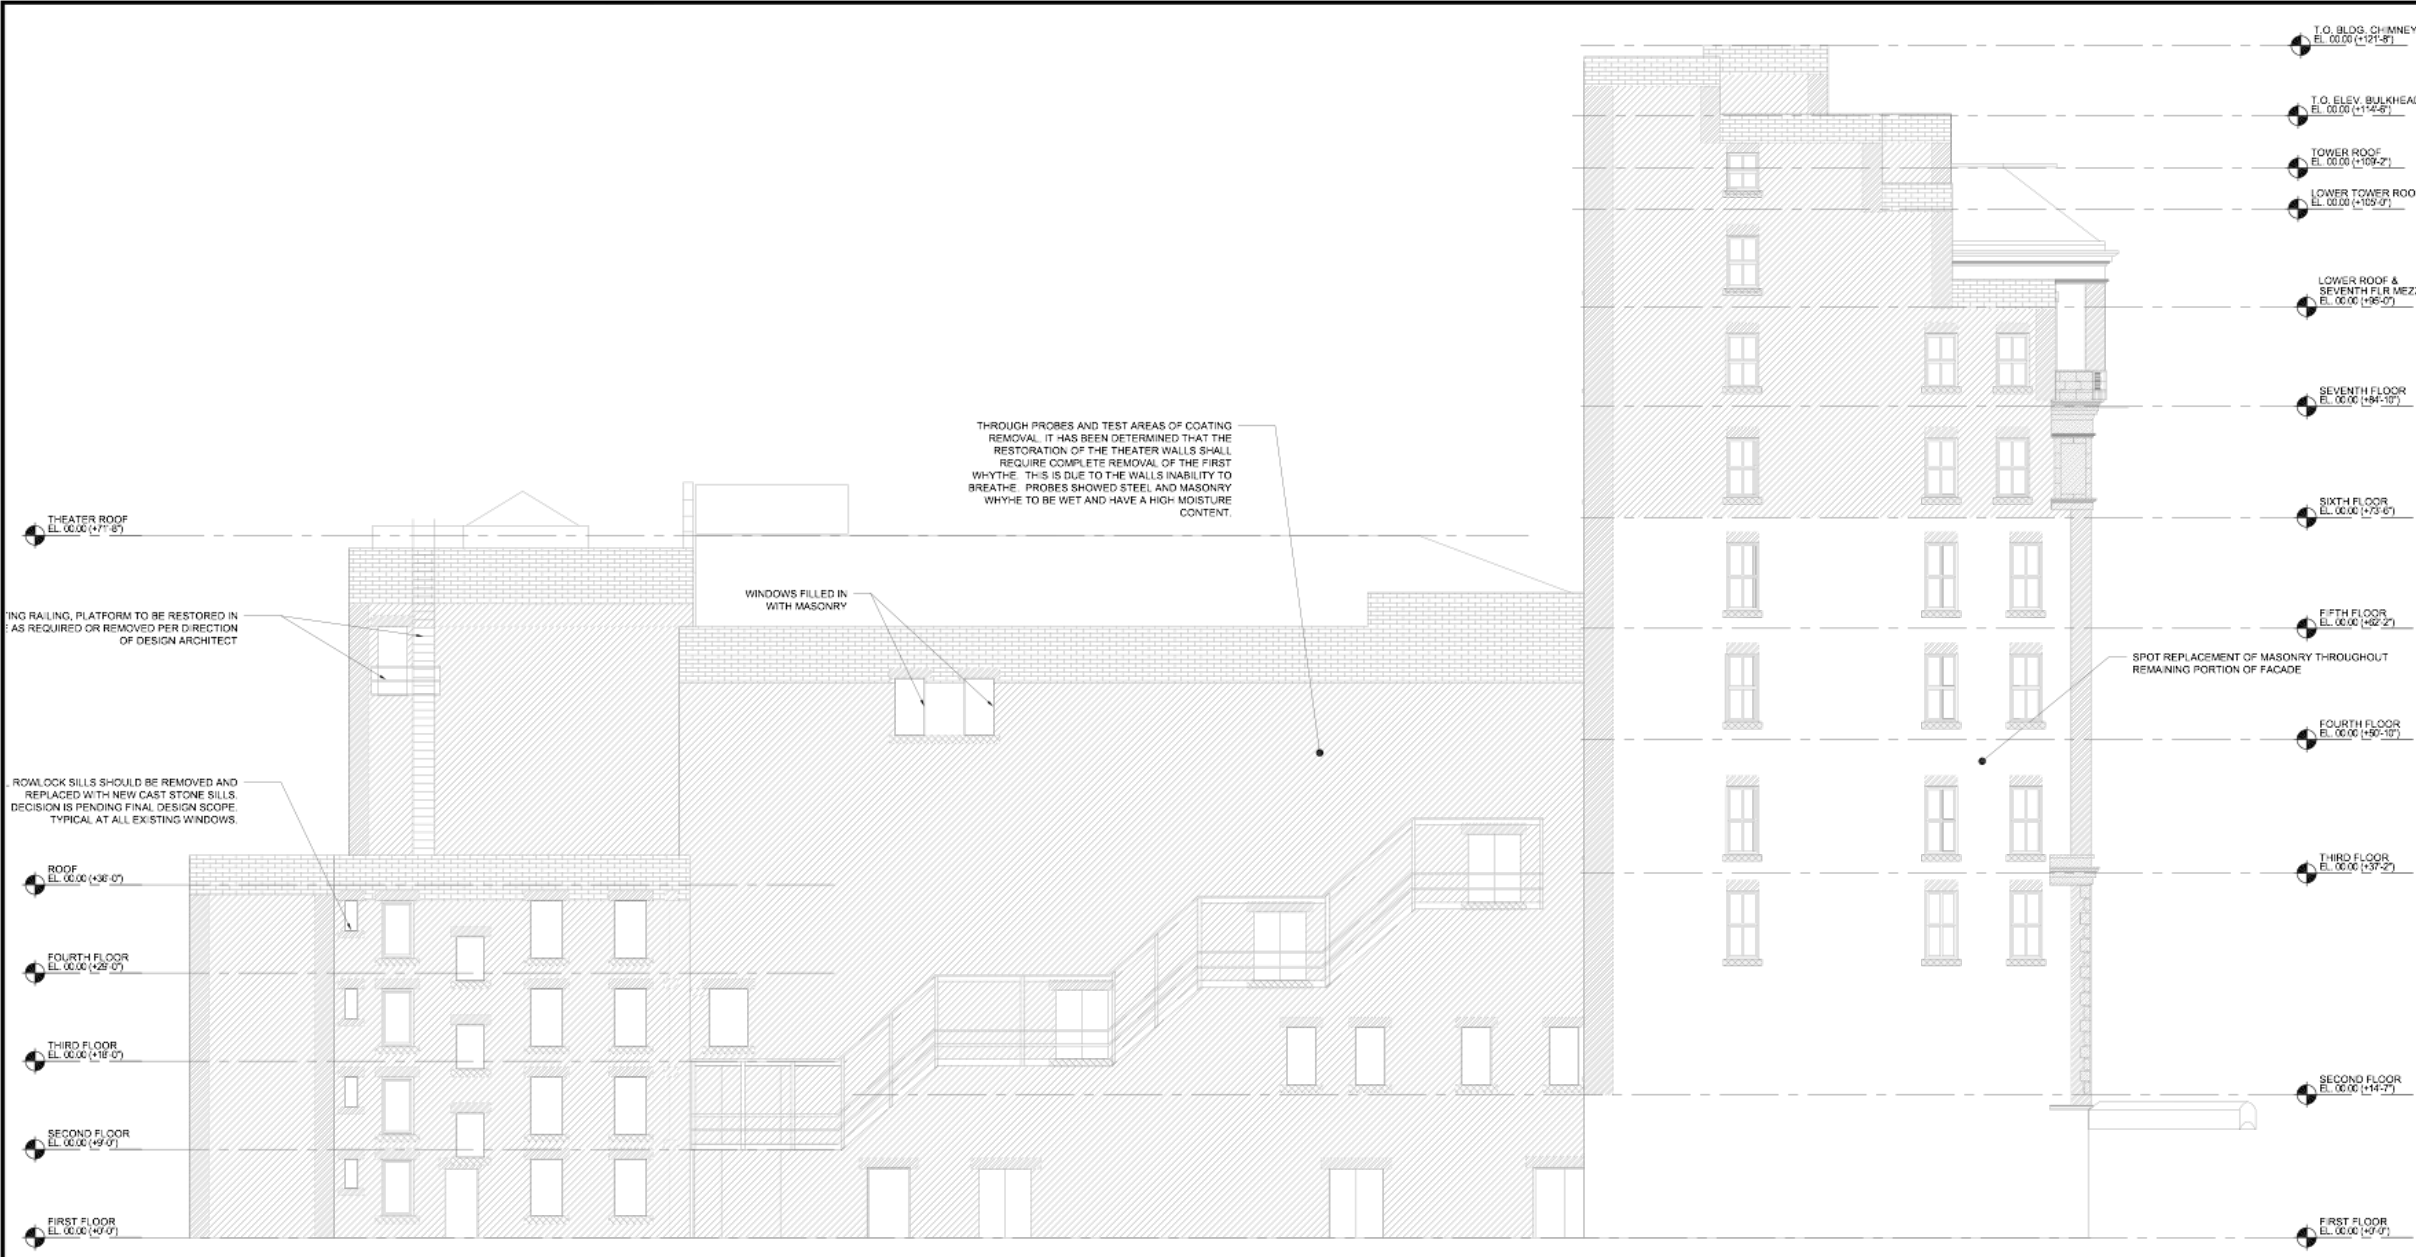 T.O. BLDG. CHIMNEY
EL. 00.00 (+121'-8")
T.O. ELEV. BULKHEAD
EL. 00.00 (+114'-6")
TOWER ROOF
EL. 00.00 (+109'-2")
LOWER TOWER ROO
EL. 00.00 (+105'-0")
LOWER ROOF &
SEVENTH FLR MEZZ
EL. 00.00 (+95'-0")
SEVENTH FLOOR
EL. 00.00 (+84'-10")
SIXTH FLOOR
EL. 00.00 (+73'-6")
FIFTH FLOOR
EL. 00.00 (+62'-2")
SPOT REPLACEMENT OF MASONRY THROUGHOUT
REMAINING PORTION OF FACADE
FOURTH FLOOR
EL. 00.00 (+50'-10")
THIRD FLOOR
EL. 00.00 (+37'-2")
SECOND FLOOR
EL. 00.00 (+14'-7")
FIRST FLOOR
EL. 00.00 (+0'-0")
THROUGH PROBES AND TEST AREAS OF COATING
REMOVAL. IT HAS BEEN DETERMINED THAT THE
RESTORATION OF THE THEATER WALLS SHALL
REQUIRE COMPLETE REMOVAL OF THE FIRST
WHYTHE. THIS IS DUE TO THE WALLS INABILITY TO
BREATHE. PROBES SHOWED STEEL AND MASONRY
WHYHE TO BE WET AND HAVE A HIGH MOISTURE
CONTENT.
WINDOWS FILLED IN
WITH MASONRY
THEATER ROOF
EL. 00.00 (+71'-8")
TING RAILING, PLATFORM TO BE RESTORED IN
E AS REQUIRED OR REMOVED PER DIRECTION
OF DESIGN ARCHITECT
ROWLOCK SILLS SHOULD BE REMOVED AND
REPLACED WITH NEW CAST STONE SILLS.
DECISION IS PENDING FINAL DESIGN SCOPE.
TYPICAL AT ALL EXISTING WINDOWS.
ROOF
EL. 00.00 (+36'-0")
FOURTH FLOOR
EL. 00.00 (+29'-0")
THIRD FLOOR
EL. 00.00 (+18'-0")
SECOND FLOOR
EL. 00.00 (+9'-0")
FIRST FLOOR
EL. 00.00 (+0'-0")